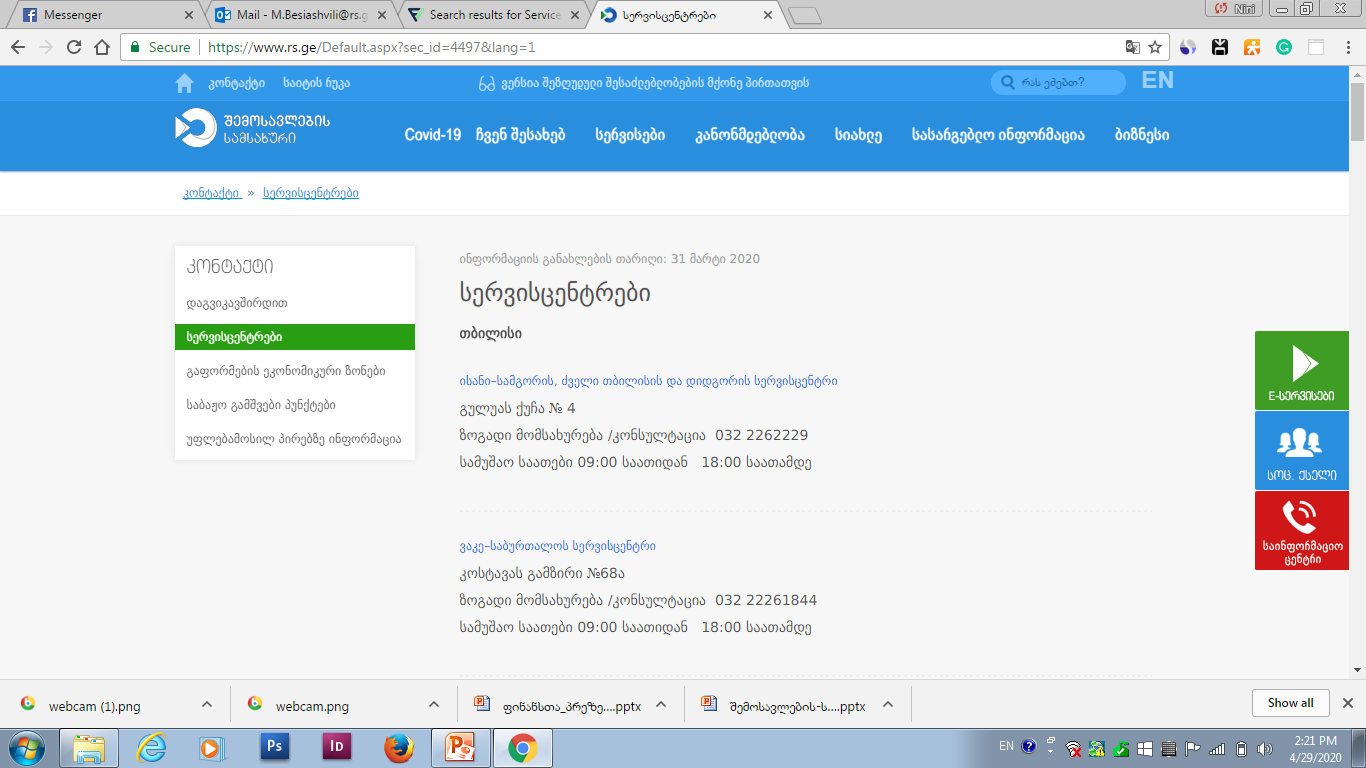 Messenger
Mail - M.Besiashvili@rs.g
Search results for Service
სერვისცენტრები
Nini
Secure
https://www.rs.ge/Default.aspx?sec_id=4497&lang=1
კონტაქტი
საიტის რუკა
ვერსია შეზღუდული შესაძლებლობების მქონე პირთათვის
რას ეძებთ?
EN
შემოსავლების
სამსახური
Covid-19
ჩვენ შესახებ
სერვისები
კანონმდებლობა
სიახლე
სასარგებლო ინფორმაცია
ბიზნესი
კონტაქტი » სერვისცენტრები
კონტაქტი
დაგვიკავშირდით
სერვისცენტრები
გაფორმების ეკონომიკური ზონები
საბაჟო გამშვები პუნქტები
უფლებამოსილ პირებზე ინფორმაცია
ინფორმაციის განახლების თარიღი: 31 მარტი 2020
სერვისცენტრები
თბილისი
ისანი–სამგორის, ძველი თბილისის და დიდგორის სერვისცენტრი
გულუას ქუჩა № 4
ზოგადი მომსახურება /კონსულტაცია 032 2262229
სამუშაო საათები 09:00 საათიდან 18:00 საათამდე
ვაკე–საბურთალოს სერვისცენტრი
კოსტავას გამზირი №68ა
ზოგადი მომსახურება /კონსულტაცია 032 22261844
სამუშაო საათები 09:00 საათიდან 18:00 საათამდე
E-სერვისები
სოც. ქსელი
საინფორმაციო
ცენტრი
webcam (1).png
webcam.png
ფინანსთა_პრეზე....pptx
შემოსავლების-ს....pptx
Show all
Ps
ID
EN
2:21 PM
4/29/2020